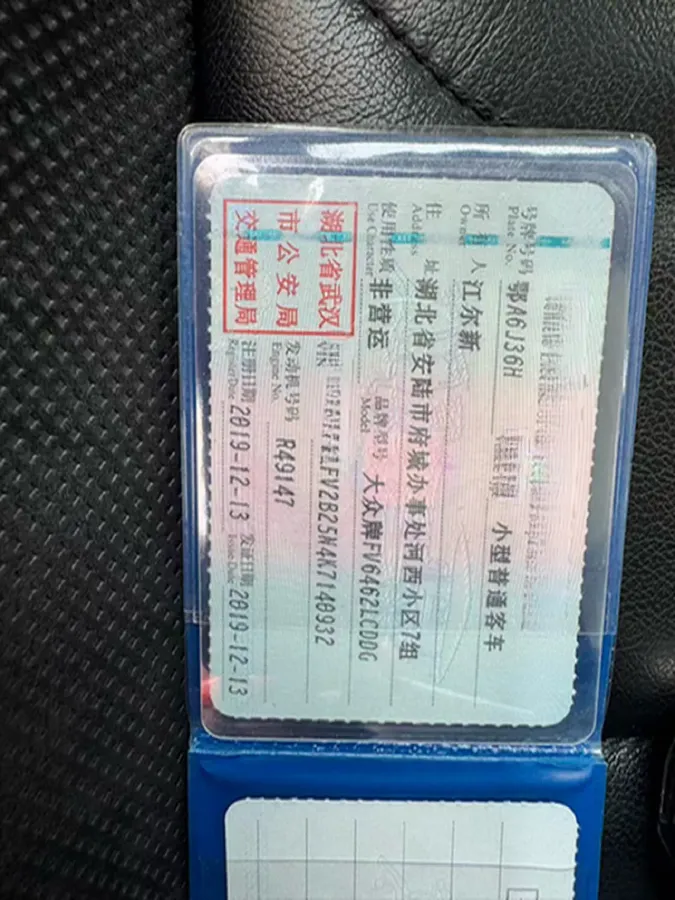 号牌号码 鄂A6J36H 小型普通客车
Plate No.
所有人 江尔新
Owner
住址 湖北省安陆市府城办事处河西小区7组
Address
使用性质 非营运 品牌型号 大众牌FV6462LCDDG
Use Character Model
湖北省武汉
市公安局
交通管理局
VIN LFV2B25N4K7140932
发动机号码 R49147
Engine No.
注册日期 2019-12-13 发证日期 2019-12-13
Register Date Issue Date